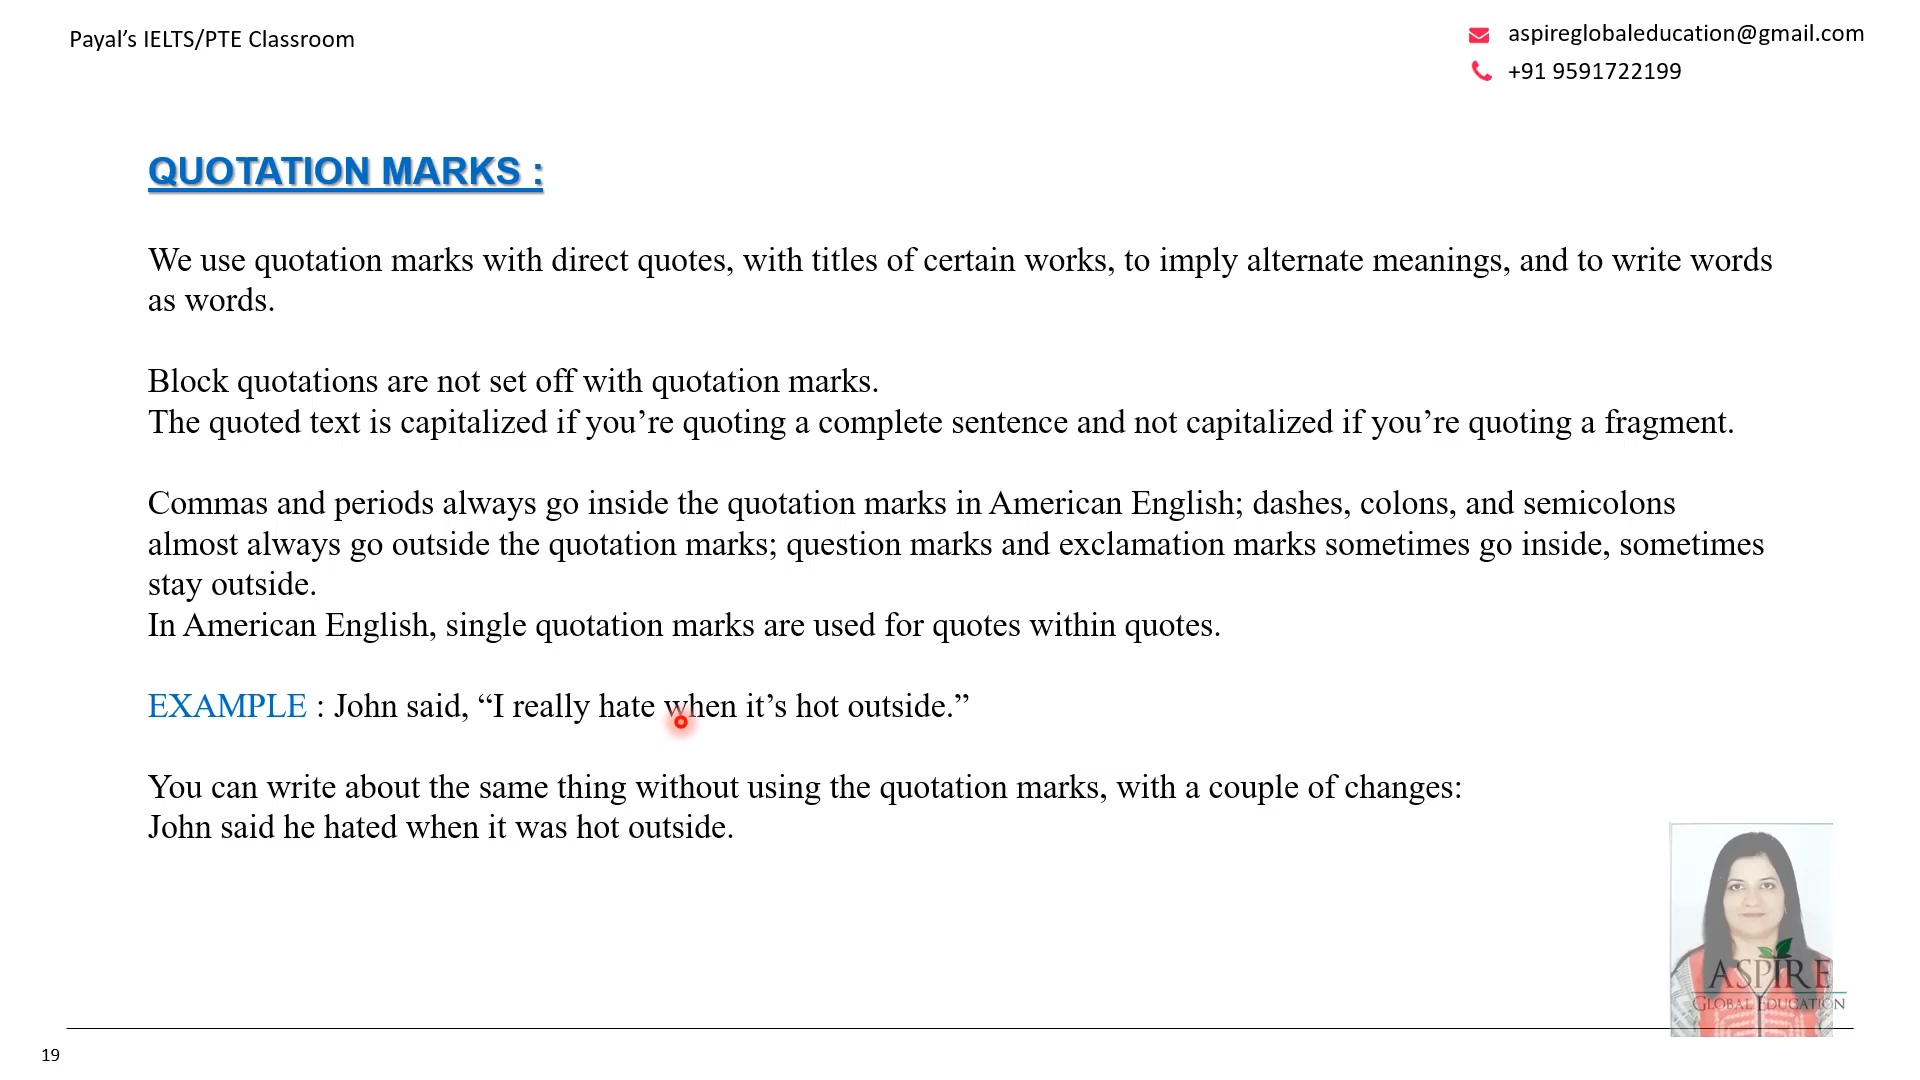 Payal’s IELTS/PTE Classroom
aspireglobaleducation@gmail.com
+91 9591722199
QUOTATION MARKS :
We use quotation marks with direct quotes, with titles of certain works, to imply alternate meanings, and to write words
as words.
Block quotations are not set off with quotation marks.
The quoted text is capitalized if you’re quoting a complete sentence and not capitalized if you’re quoting a fragment.
Commas and periods always go inside the quotation marks in American English; dashes, colons, and semicolons
almost always go outside the quotation marks; question marks and exclamation marks sometimes go inside, sometimes
stay outside.
In American English, single quotation marks are used for quotes within quotes.
EXAMPLE : John said, “I really hate when it’s hot outside.”
You can write about the same thing without using the quotation marks, with a couple of changes:
John said he hated when it was hot outside.
ASPIRE
GLOBAL EDUCATION
19